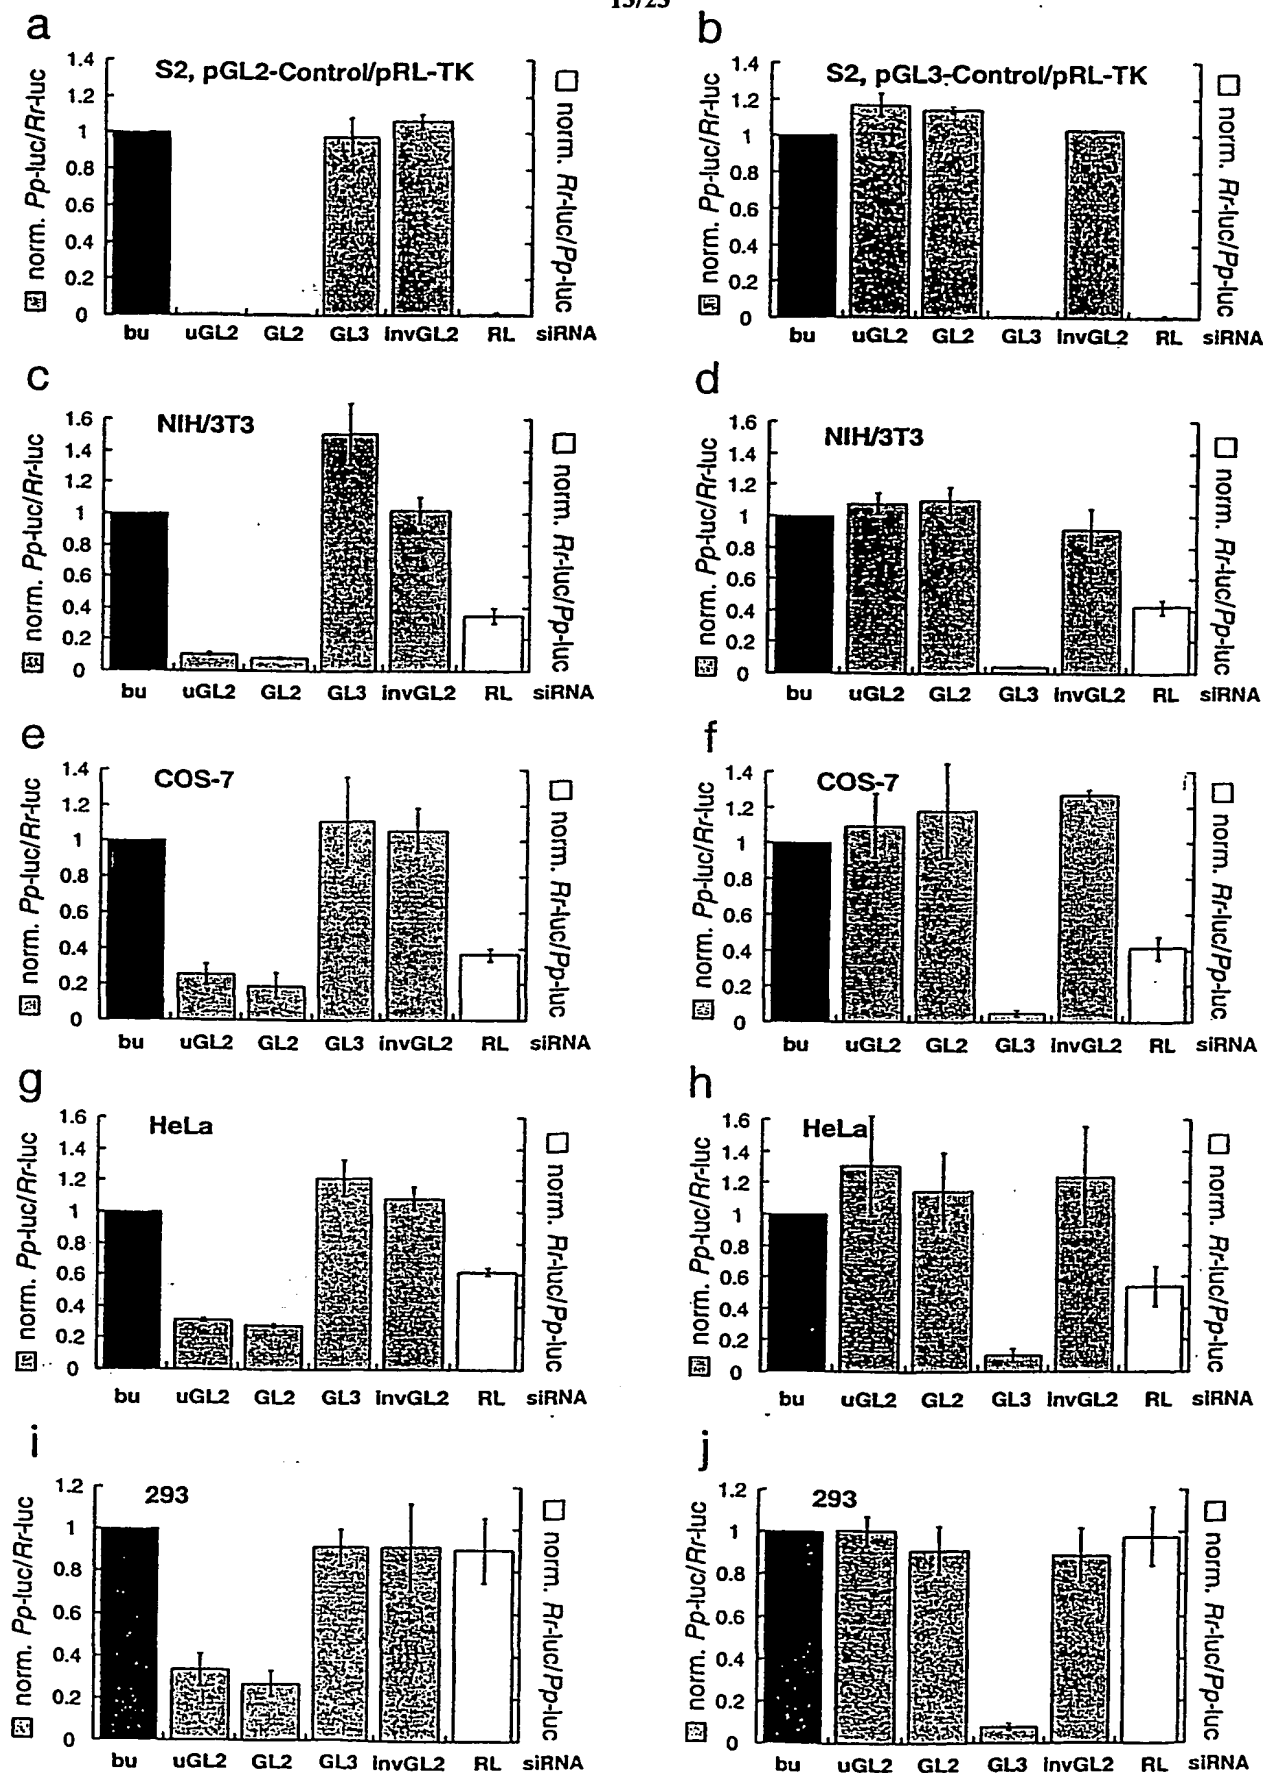 13/23
a
S2, pGL2-Control/pRL-TK
norm. Pp-luc/Rr-luc
1.4
1.2
1
0.8
0.6
0.4
0.2
0
norm. Rr-luc/Pp-luc
bu uGL2 GL2 GL3 invGL2 RL siRNA
b
S2, pGL3-Control/pRL-TK
norm. Pp-luc/Rr-luc
1.4
1.2
1
0.8
0.6
0.4
0.2
0
norm. Rr-luc/Pp-luc
bu uGL2 GL2 GL3 invGL2 RL siRNA
c
NIH/3T3
norm. Pp-luc/Rr-luc
1.6
1.4
1.2
1
0.8
0.6
0.4
0.2
0
norm. Rr-luc/Pp-luc
bu uGL2 GL2 GL3 invGL2 RL siRNA
d
NIH/3T3
norm. Pp-luc/Rr-luc
1.6
1.4
1.2
1
0.8
0.6
0.4
0.2
0
norm. Rr-luc/Pp-luc
bu uGL2 GL2 GL3 invGL2 RL siRNA
e
COS-7
norm. Pp-luc/Rr-luc
1.4
1.2
1
0.8
0.6
0.4
0.2
0
norm. Rr-luc/Pp-luc
bu uGL2 GL2 GL3 invGL2 RL siRNA
f
COS-7
norm. Pp-luc/Rr-luc
1.4
1.2
1
0.8
0.6
0.4
0.2
0
norm. Rr-luc/Pp-luc
bu uGL2 GL2 GL3 invGL2 RL siRNA
g
HeLa
norm. Pp-luc/Rr-luc
1.6
1.4
1.2
1
0.8
0.6
0.4
0.2
0
norm. Rr-luc/Pp-luc
bu uGL2 GL2 GL3 invGL2 RL siRNA
h
HeLa
norm. Pp-luc/Rr-luc
1.6
1.4
1.2
1
0.8
0.6
0.4
0.2
0
norm. Rr-luc/Pp-luc
bu uGL2 GL2 GL3 invGL2 RL siRNA
i
293
norm. Pp-luc/Rr-luc
1.2
1
0.8
0.6
0.4
0.2
0
norm. Rr-luc/Pp-luc
bu uGL2 GL2 GL3 invGL2 RL siRNA
j
293
norm. Pp-luc/Rr-luc
1.2
1
0.8
0.6
0.4
0.2
0
norm. Rr-luc/Pp-luc
bu uGL2 GL2 GL3 invGL2 RL siRNA